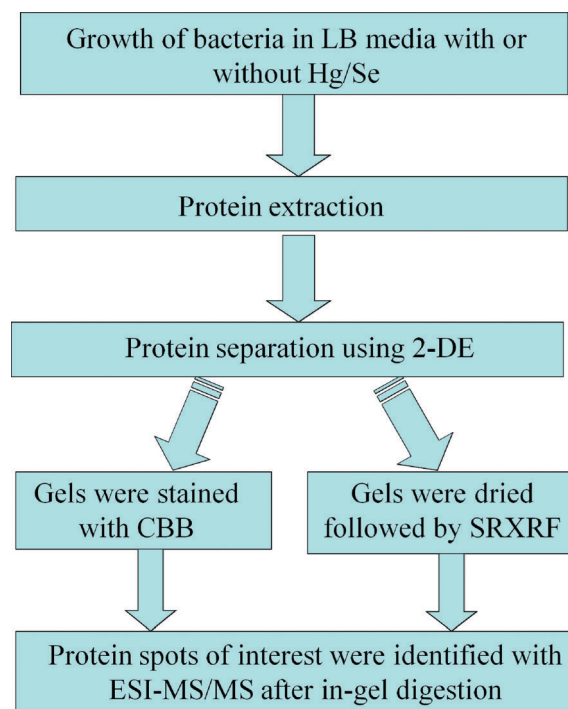 Growth of bacteria in LB media with or
without Hg/Se
Protein extraction
Protein separation using 2-DE
Gels were stained
with CBB
Gels were dried
followed by SRXRF
Protein spots of interest were identified with
ESI-MS/MS after in-gel digestion